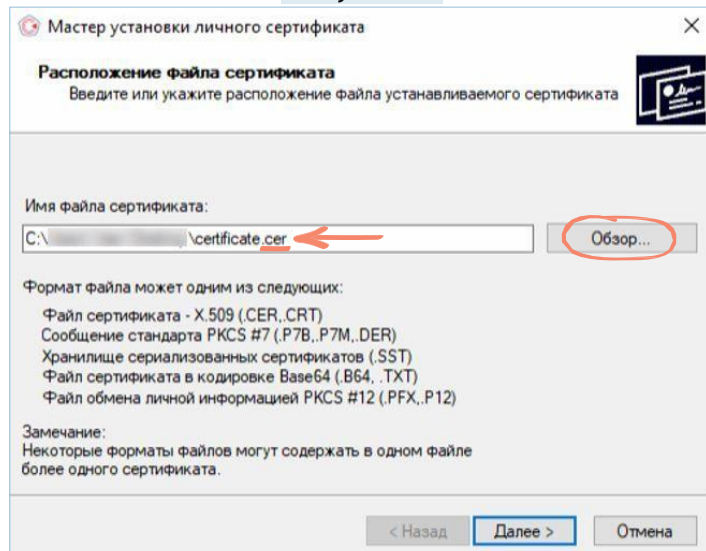 Мастер установки личного сертификата
Расположение файла сертификата
Введите или укажите расположение файла устанавливаемого сертификата
Имя файла сертификата:
C:\ \certificate.cer
Обзор...
Формат файла может одним из следующих:
Файл сертификата - X.509 (.CER,.CRT)
Сообщение стандарта PKCS #7 (.P7B,.P7M,.DER)
Хранилище сериализованных сертификатов (.SST)
Файл сертификата в кодировке Base64 (.B64, .TXT)
Файл обмена личной информацией PKCS #12 (.PFX,.P12)
Замечание:
Некоторые форматы файлов могут содержать в одном файле
более одного сертификата.
< Назад Далее > Отмена